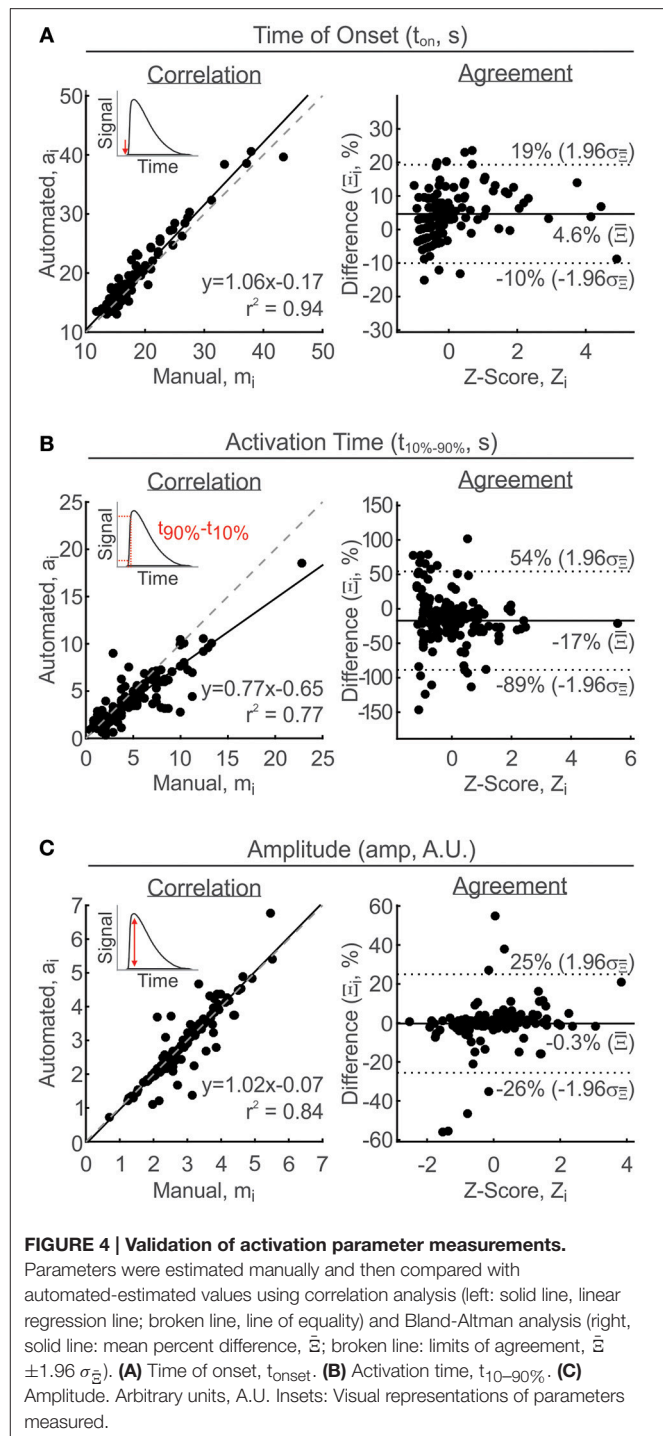 A
Time of Onset (t_on, s)
Correlation
Agreement
50
40
30
20
10
Automated, a_i
Signal
Time
y=1.06x-0.17
r² = 0.94
10 20 30 40 50
Manual, m_i
40
20
10
0
-10
-30
Difference (Ξ_i, %)
19% (1.96σ_Ξ̄)
4.6% (Ξ̄)
-10% (-1.96σ_Ξ̄)
0 2 4
Z-Score, Z_i
B
Activation Time (t_10%-90%, s)
Correlation
Agreement
25
20
15
10
5
0
Automated, a_i
Signal
t_90%-t_10%
Time
y=0.77x-0.65
r² = 0.77
0 5 10 15 20 25
Manual, m_i
150
100
50
0
-50
-100
-150
Difference (Ξ_i, %)
54% (1.96σ_Ξ̄)
-17% (Ξ̄)
-89% (-1.96σ_Ξ̄)
0 2 4 6
Z-Score, Z_i
C
Amplitude (amp, A.U.)
Correlation
Agreement
7
6
5
4
3
2
1
0
Automated, a_i
Signal
Time
y=1.02x-0.07
r² = 0.84
0 1 2 3 4 5 6 7
Manual, m_i
60
40
20
0
-20
-40
-60
Difference (Ξ_i, %)
25% (1.96σ_Ξ̄)
-0.3% (Ξ̄)
-26% (-1.96σ_Ξ̄)
-2 0 2 4
Z-Score, Z_i
FIGURE 4 | Validation of activation parameter measurements.
Parameters were estimated manually and then compared with
automated-estimated values using correlation analysis (left: solid line, linear
regression line; broken line, line of equality) and Bland-Altman analysis (right,
solid line: mean percent difference, Ξ̄; broken line: limits of agreement, Ξ̄
±1.96 σ_Ξ̄). (A) Time of onset, t_onset. (B) Activation time, t_10–90%. (C)
Amplitude. Arbitrary units, A.U. Insets: Visual representations of parameters
measured.